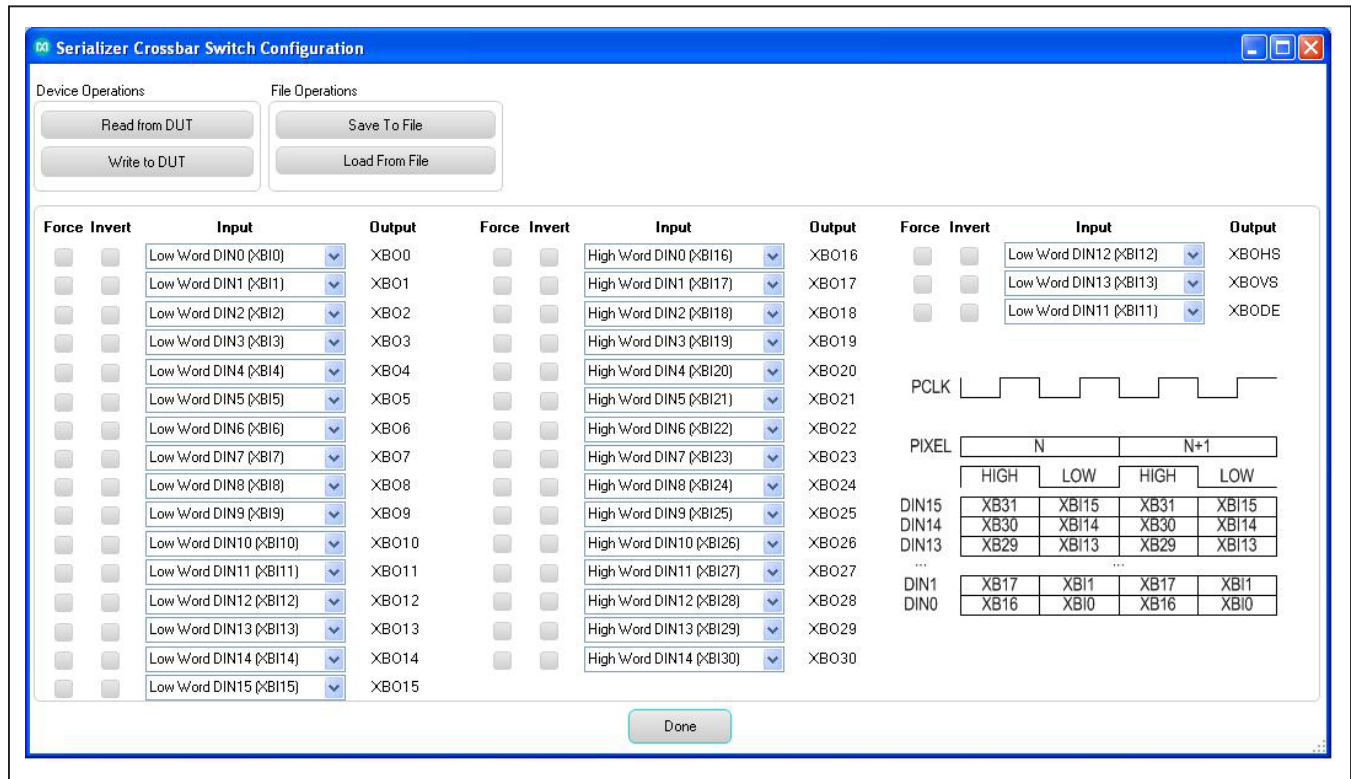 Serializer Crossbar Switch Configuration
Device Operations
Read from DUT
Write to DUT
File Operations
Save To File
Load From File
Force Invert Input Output
Low Word DIN0 (XBI0) XBO0
Low Word DIN1 (XBI1) XBO1
Low Word DIN2 (XBI2) XBO2
Low Word DIN3 (XBI3) XBO3
Low Word DIN4 (XBI4) XBO4
Low Word DIN5 (XBI5) XBO5
Low Word DIN6 (XBI6) XBO6
Low Word DIN7 (XBI7) XBO7
Low Word DIN8 (XBI8) XBO8
Low Word DIN9 (XBI9) XBO9
Low Word DIN10 (XBI10) XBO10
Low Word DIN11 (XBI11) XBO11
Low Word DIN12 (XBI12) XBO12
Low Word DIN13 (XBI13) XBO13
Low Word DIN14 (XBI14) XBO14
Low Word DIN15 (XBI15) XBO15
Force Invert Input Output
High Word DIN0 (XBI16) XBO16
High Word DIN1 (XBI17) XBO17
High Word DIN2 (XBI18) XBO18
High Word DIN3 (XBI19) XBO19
High Word DIN4 (XBI20) XBO20
High Word DIN5 (XBI21) XBO21
High Word DIN6 (XBI22) XBO22
High Word DIN7 (XBI23) XBO23
High Word DIN8 (XBI24) XBO24
High Word DIN9 (XBI25) XBO25
High Word DIN10 (XBI26) XBO26
High Word DIN11 (XBI27) XBO27
High Word DIN12 (XBI28) XBO28
High Word DIN13 (XBI29) XBO29
High Word DIN14 (XBI30) XBO30
Force Invert Input Output
Low Word DIN12 (XBI12) XBOHS
Low Word DIN13 (XBI13) XBOVS
Low Word DIN11 (XBI11) XBODE
PCLK
PIXEL N N+1
HIGH LOW HIGH LOW
DIN15 XB31 XBI15 XB31 XBI15
DIN14 XB30 XBI14 XB30 XBI14
DIN13 XB29 XBI13 XB29 XBI13
... ...
DIN1 XB17 XBI1 XB17 XBI1
DIN0 XB16 XBI0 XB16 XBI0
Done